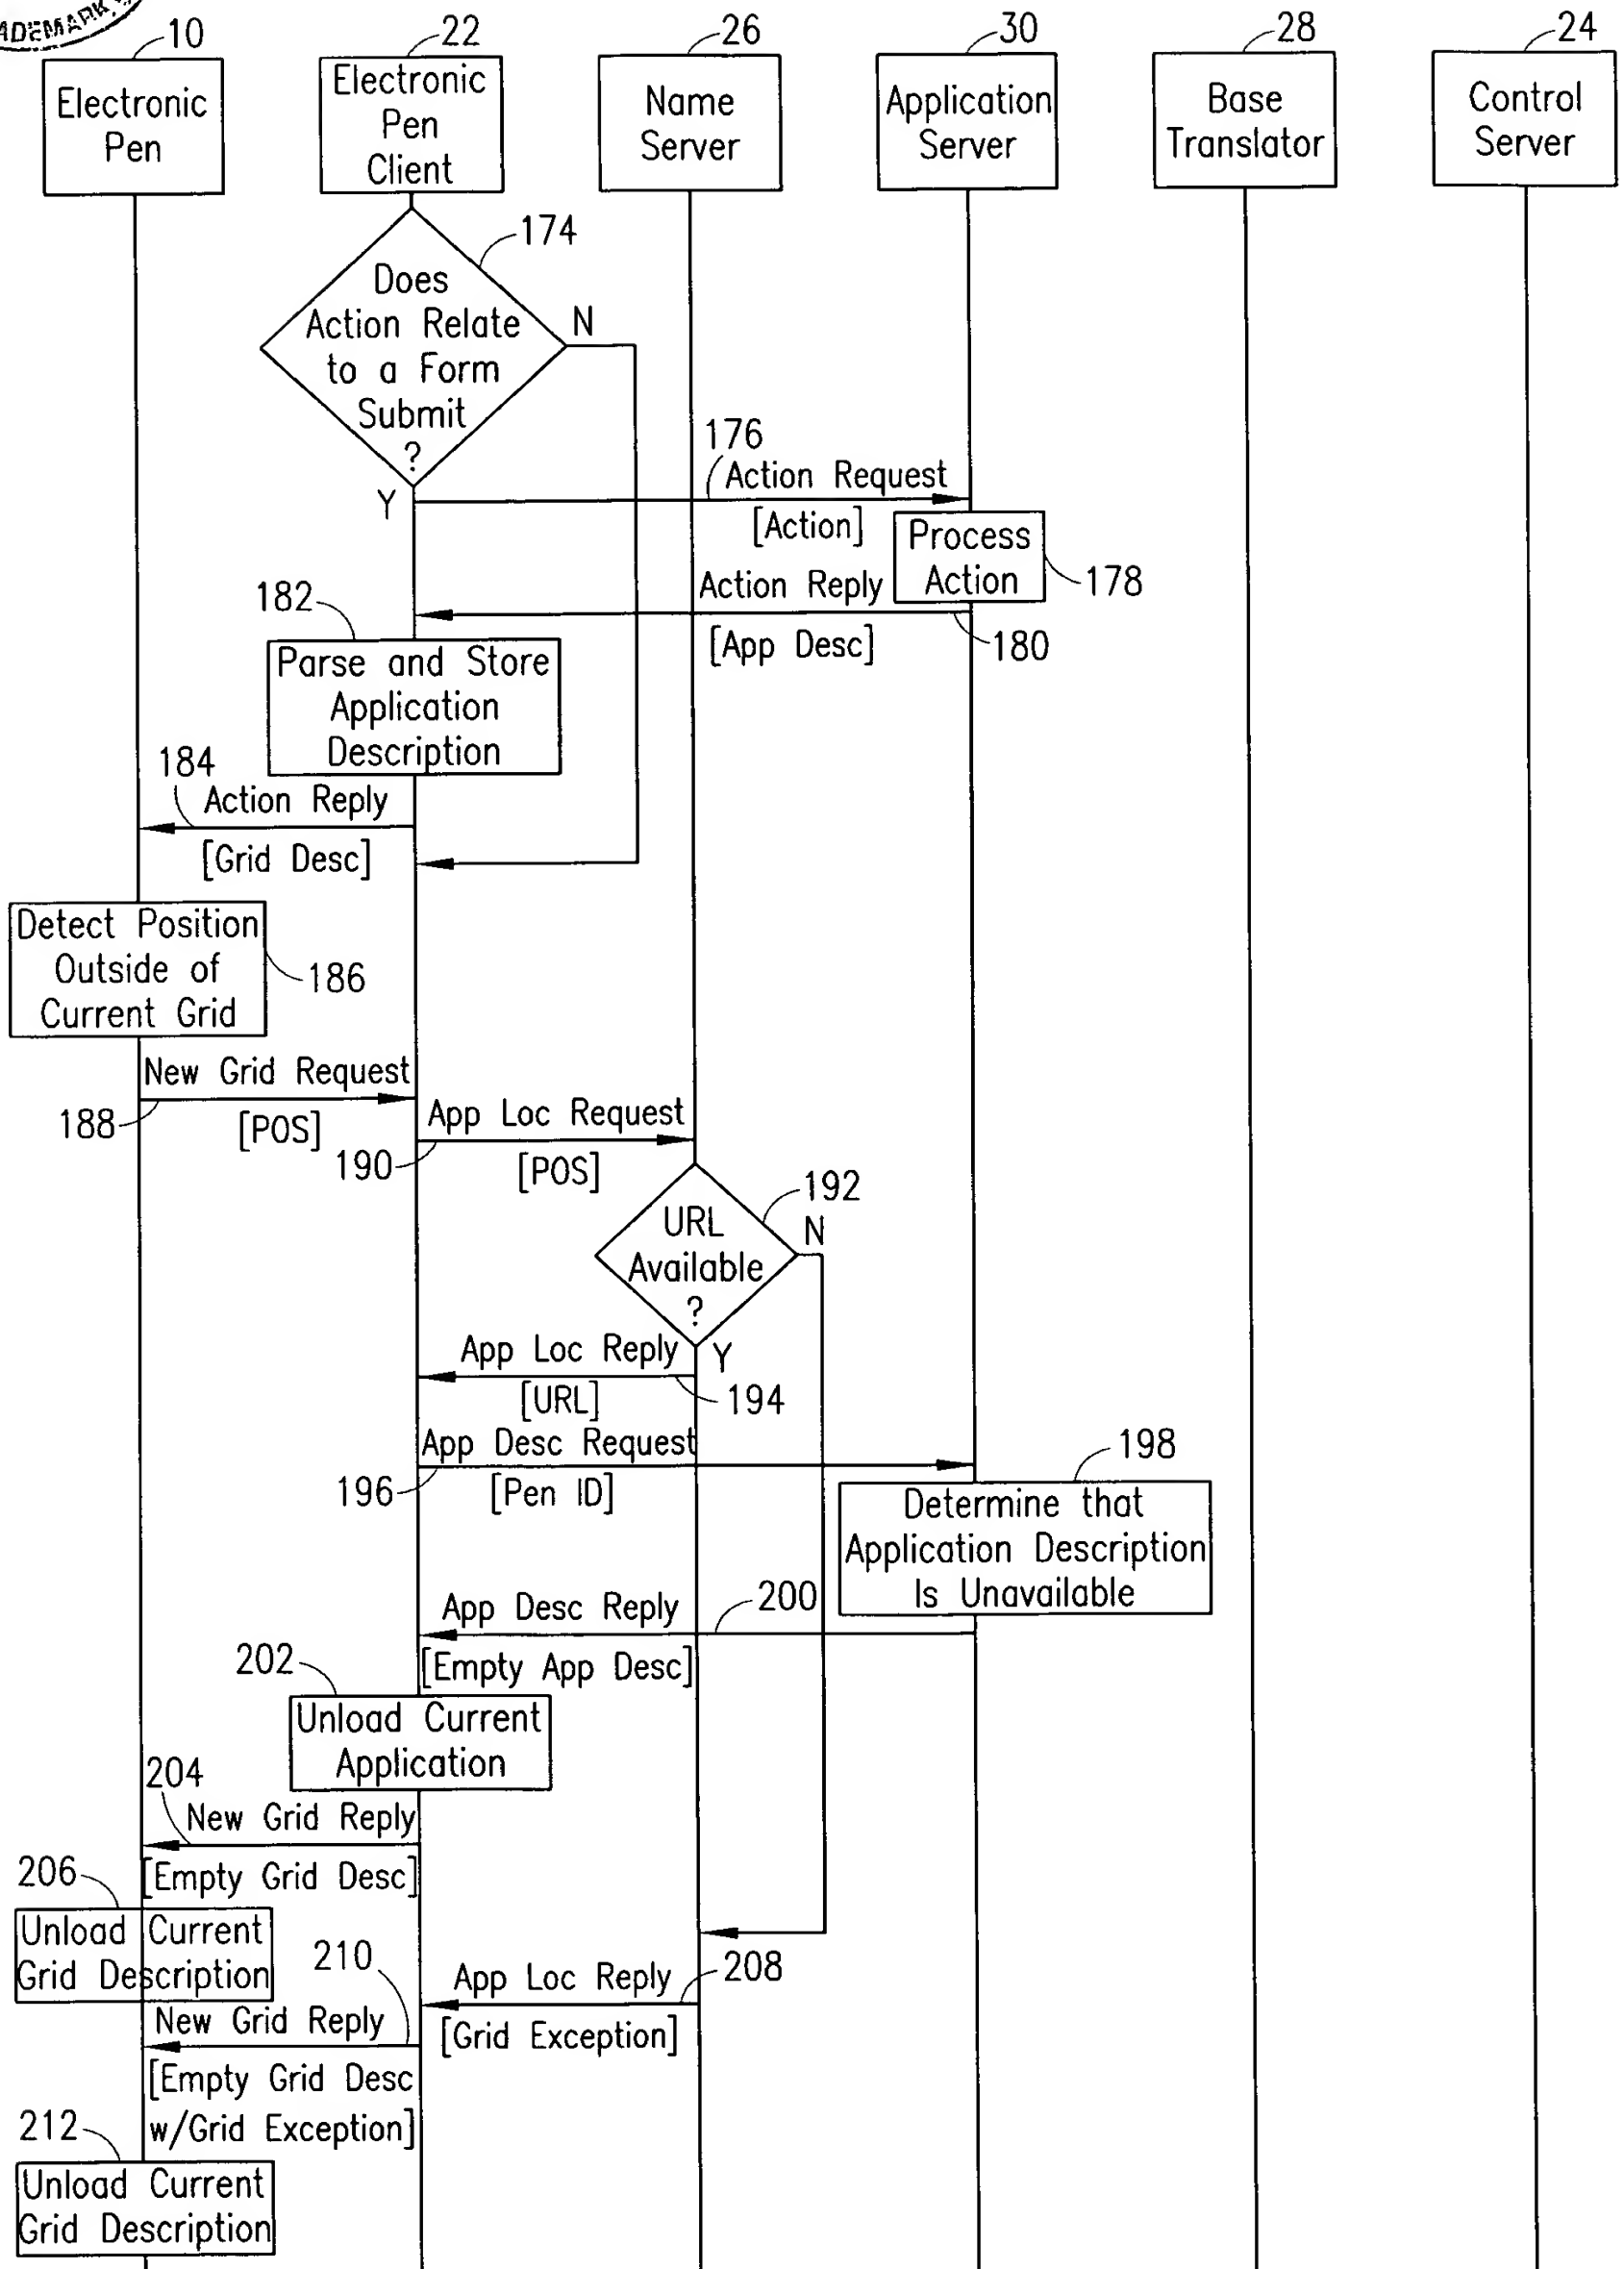 10
22
26
30
28
24
Electronic
Pen
Electronic
Pen
Client
Name
Server
Application
Server
Base
Translator
Control
Server
174
Does
Action Relate
to a Form
Submit
?
N
Y
176
Action Request
[Action]
Process
Action
178
Action Reply
[App Desc]
180
182
Parse and Store
Application
Description
184
Action Reply
[Grid Desc]
Detect Position
Outside of
Current Grid
186
New Grid Request
188
[POS]
App Loc Request
190
[POS]
192
URL
Available
?
N
Y
App Loc Reply
[URL]
194
App Desc Request
196
[Pen ID]
198
Determine that
Application Description
Is Unavailable
App Desc Reply
200
[Empty App Desc]
202
Unload Current
Application
204
New Grid Reply
[Empty Grid Desc]
206
Unload Current
Grid Description
App Loc Reply
208
[Grid Exception]
210
New Grid Reply
[Empty Grid Desc
w/Grid Exception]
212
Unload Current
Grid Description